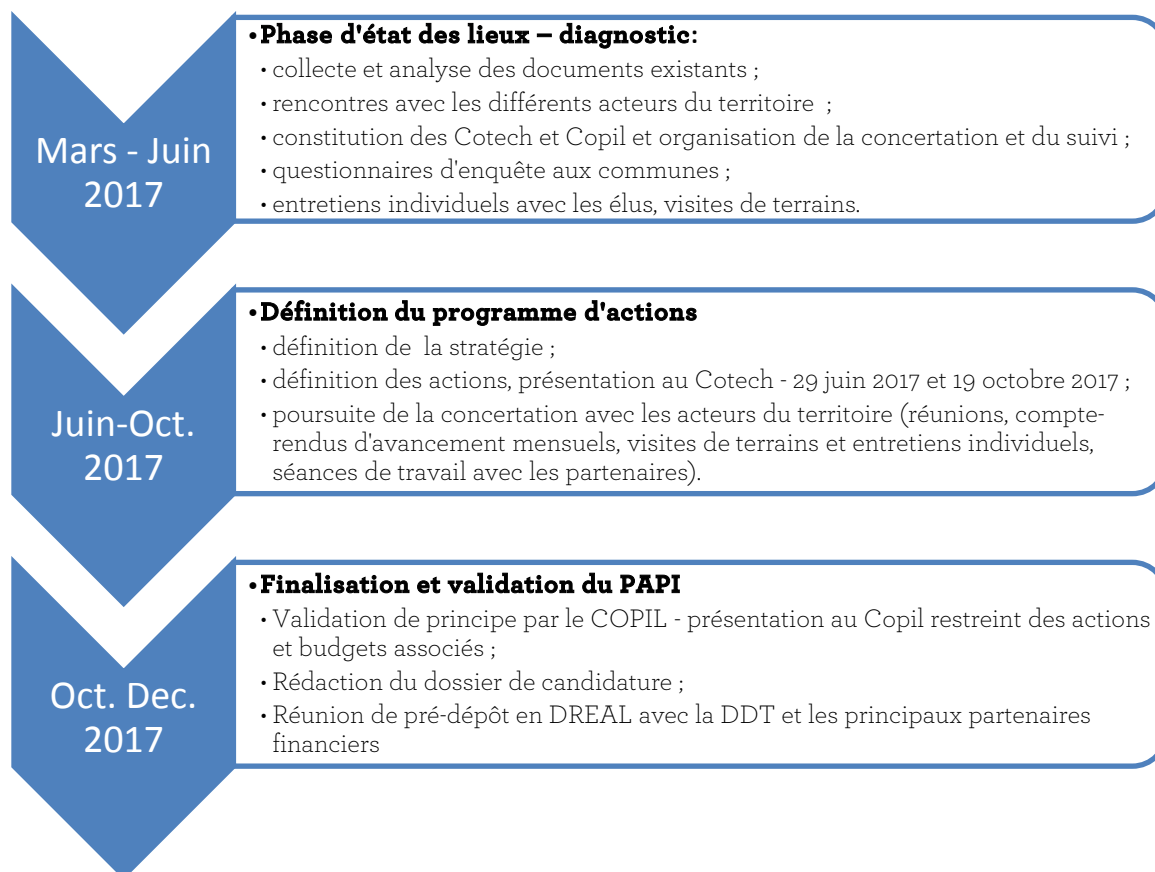 Mars - Juin
2017
•Phase d'état des lieux – diagnostic:
• collecte et analyse des documents existants ;
• rencontres avec les différents acteurs du territoire ;
• constitution des Cotech et Copil et organisation de la concertation et du suivi ;
• questionnaires d'enquête aux communes ;
• entretiens individuels avec les élus, visites de terrains.
Juin-Oct.
2017
•Définition du programme d'actions
• définition de la stratégie ;
• définition des actions, présentation au Cotech - 29 juin 2017 et 19 octobre 2017 ;
• poursuite de la concertation avec les acteurs du territoire (réunions, compte-
rendus d'avancement mensuels, visites de terrains et entretiens individuels,
séances de travail avec les partenaires).
Oct. Dec.
2017
•Finalisation et validation du PAPI
• Validation de principe par le COPIL - présentation au Copil restreint des actions
et budgets associés ;
• Rédaction du dossier de candidature ;
• Réunion de pré-dépôt en DREAL avec la DDT et les principaux partenaires
financiers